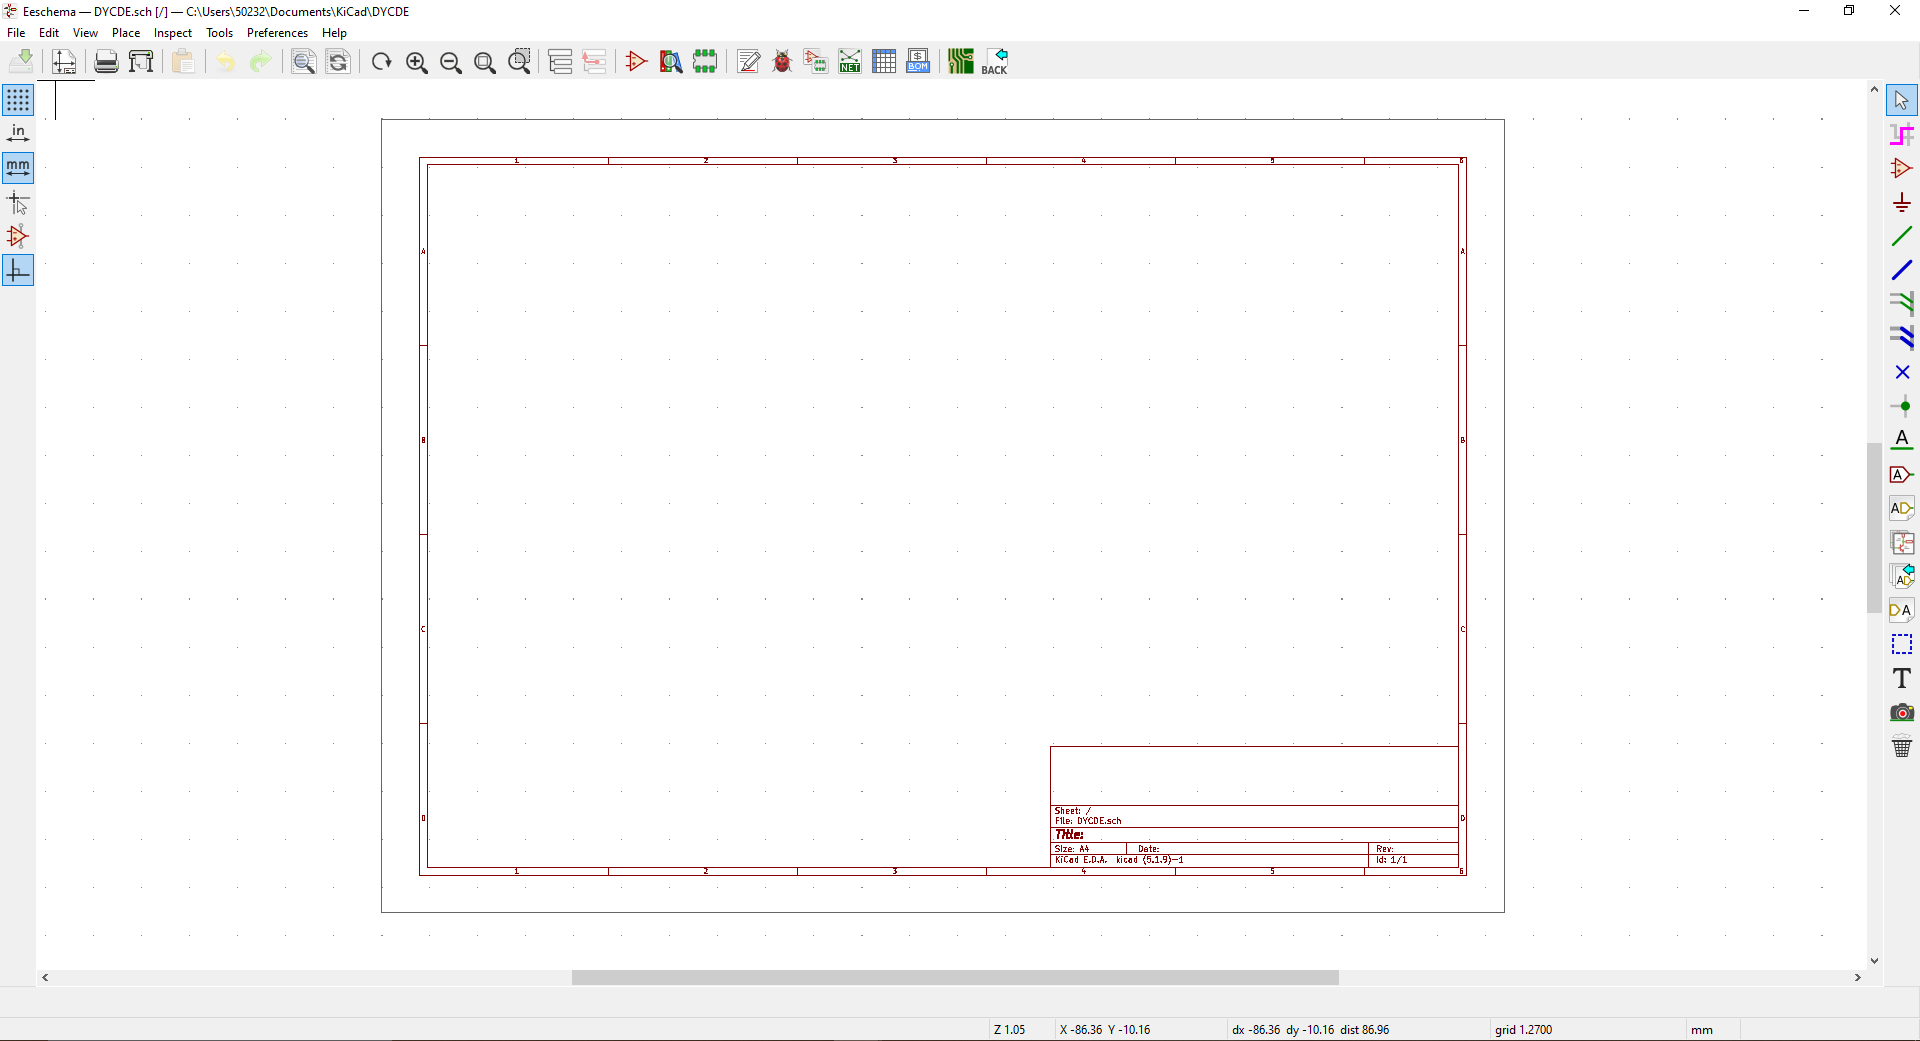 Eeschema — DYCDE.sch [/] — C:\Users\50232\Documents\KiCad\DYCDE
File Edit View Place Inspect Tools Preferences Help
NET $ BOM BACK
in
mm
1 2 3 4 5 6
A A
B B
C C
D D
A
A
AD
AD
DA
T
Sheet: /
File: DYCDE.sch
Title:
Size: A4 Date: Rev:
KiCad E.D.A. kicad (5.1.9)-1 Id: 1/1
1 2 3 4 5 6
Z 1.05 X -86.36 Y -10.16 dx -86.36 dy -10.16 dist 86.96 grid 1.2700 mm